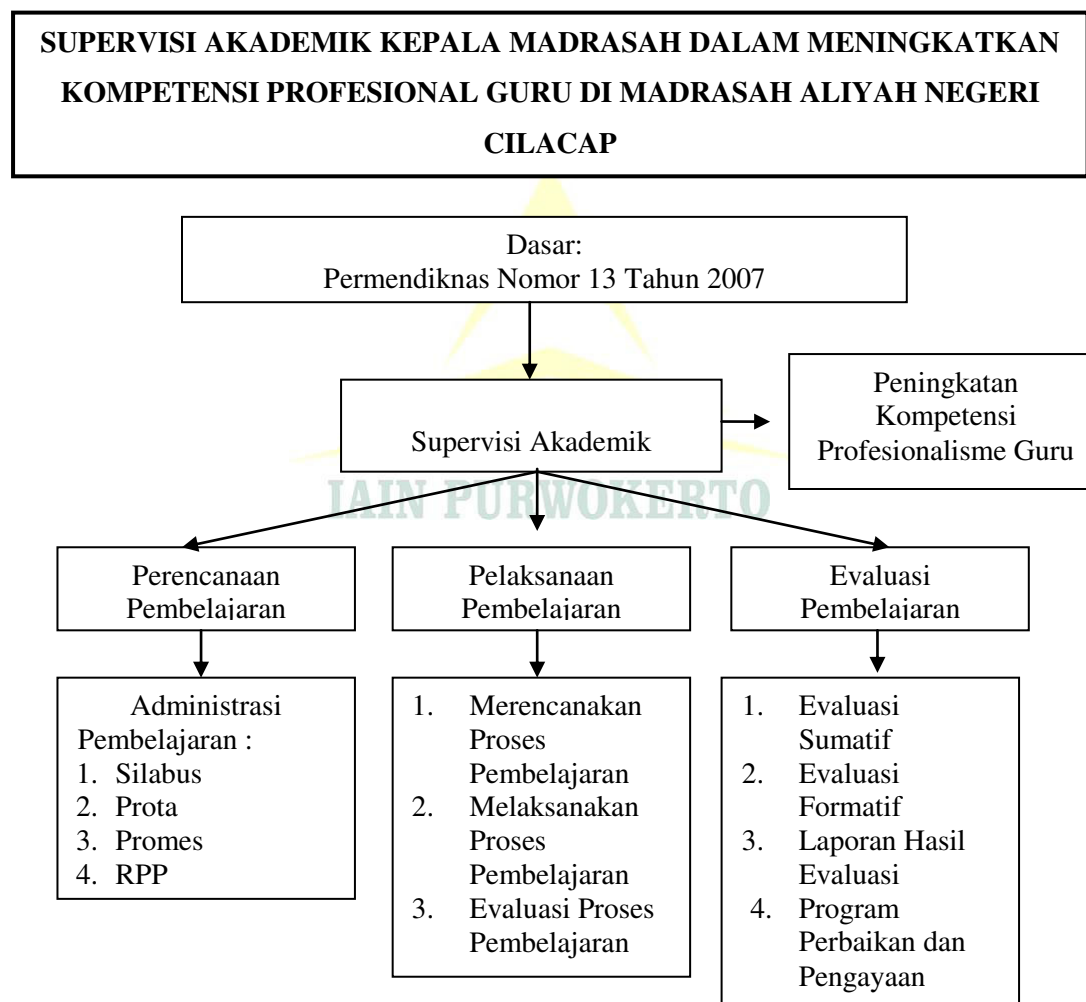 SUPERVISI AKADEMIK KEPALA MADRASAH DALAM MENINGKATKAN
KOMPETENSI PROFESIONAL GURU DI MADRASAH ALIYAH NEGERI
CILACAP
Dasar:
Permendiknas Nomor 13 Tahun 2007
Supervisi Akademik
Peningkatan
Kompetensi
Profesionalisme Guru
IAIN PURWOKERTO
Perencanaan
Pembelajaran
Pelaksanaan
Pembelajaran
Evaluasi
Pembelajaran
Administrasi
Pembelajaran :
1. Silabus
2. Prota
3. Promes
4. RPP
1. Merencanakan
Proses
Pembelajaran
2. Melaksanakan
Proses
Pembelajaran
3. Evaluasi Proses
Pembelajaran
1. Evaluasi
Sumatif
2. Evaluasi
Formatif
3. Laporan Hasil
Evaluasi
4. Program
Perbaikan dan
Pengayaan